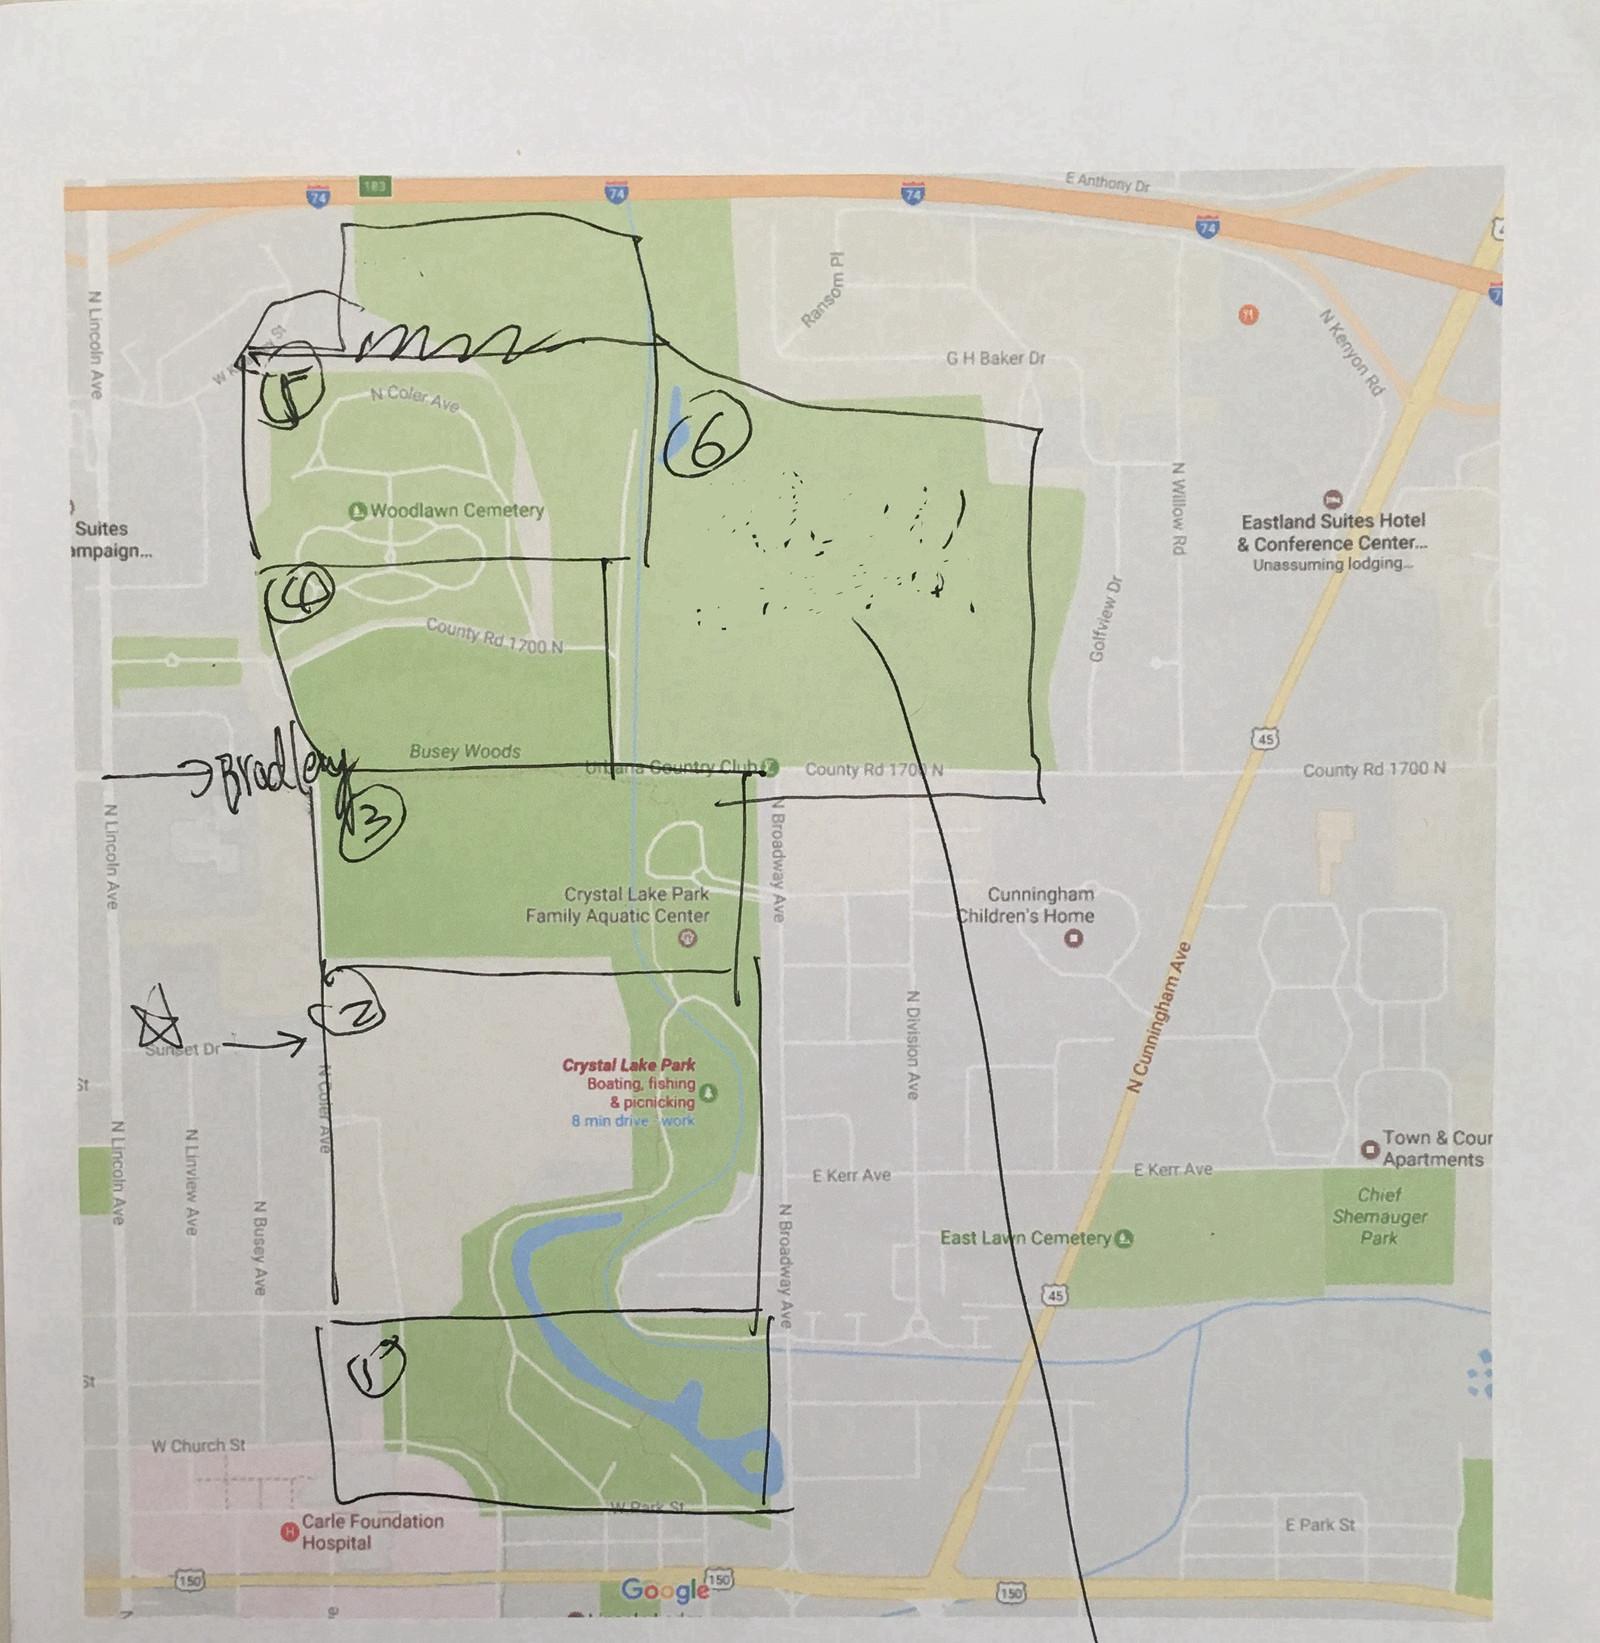 183
74
74
74
74
E Anthony Dr
N Lincoln Ave
Ransom Pl
G H Baker Dr
N Kenyon Rd
5
N Coler Ave
6
Woodlawn Cemetery
N Willow Rd
Suites
ampaign...
Eastland Suites Hotel
& Conference Center...
Unassuming lodging...
4
County Rd 1700 N
Golfview Dr
45
Bradley
Busey Woods
Urbana Country Club
County Rd 1700 N
County Rd 1700 N
3
N Lincoln Ave
N Broadway Ave
Crystal Lake Park
Family Aquatic Center
Cunningham
Children's Home
2
Sunset Dr
N Division Ave
N Cunningham Ave
Crystal Lake Park
Boating, fishing
& picnicking
8 min drive work
N Coler Ave
St
N Lincoln Ave
N Linview Ave
N Busey Ave
E Kerr Ave
E Kerr Ave
Town & Cour
Apartments
Chief
Shemauger
Park
East Lawn Cemetery
N Broadway Ave
45
1
St
W Church St
W Park St
Carle Foundation
Hospital
E Park St
150
Google
150
150